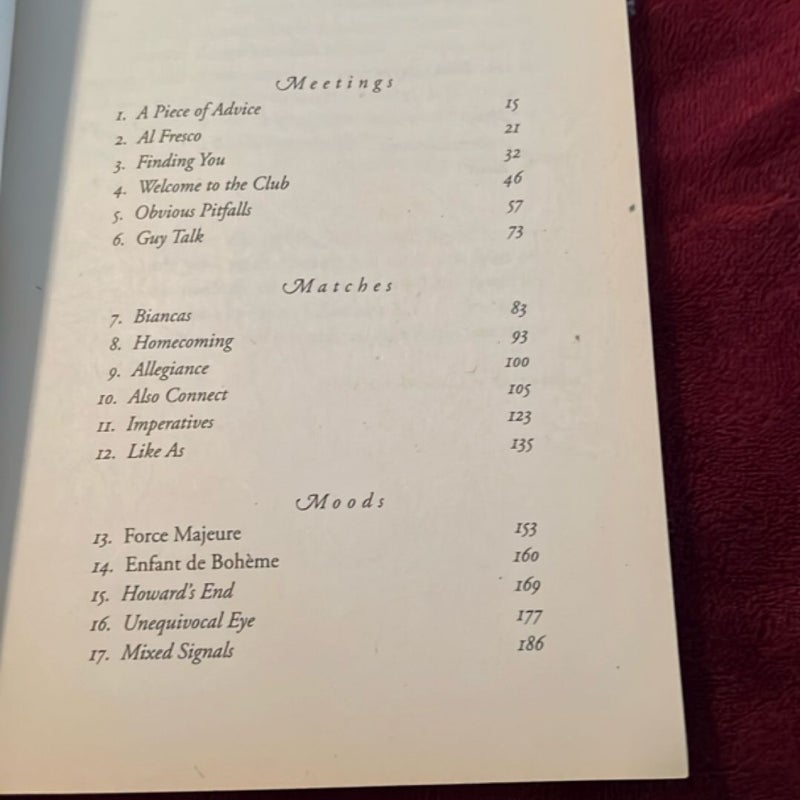 Meetings
1. A Piece of Advice 15
2. Al Fresco 21
3. Finding You 32
4. Welcome to the Club 46
5. Obvious Pitfalls 57
6. Guy Talk 73
Matches
7. Biancas 83
8. Homecoming 93
9. Allegiance 100
10. Also Connect 105
11. Imperatives 123
12. Like As 135
Moods
13. Force Majeure 153
14. Enfant de Bohème 160
15. Howard's End 169
16. Unequivocal Eye 177
17. Mixed Signals 186